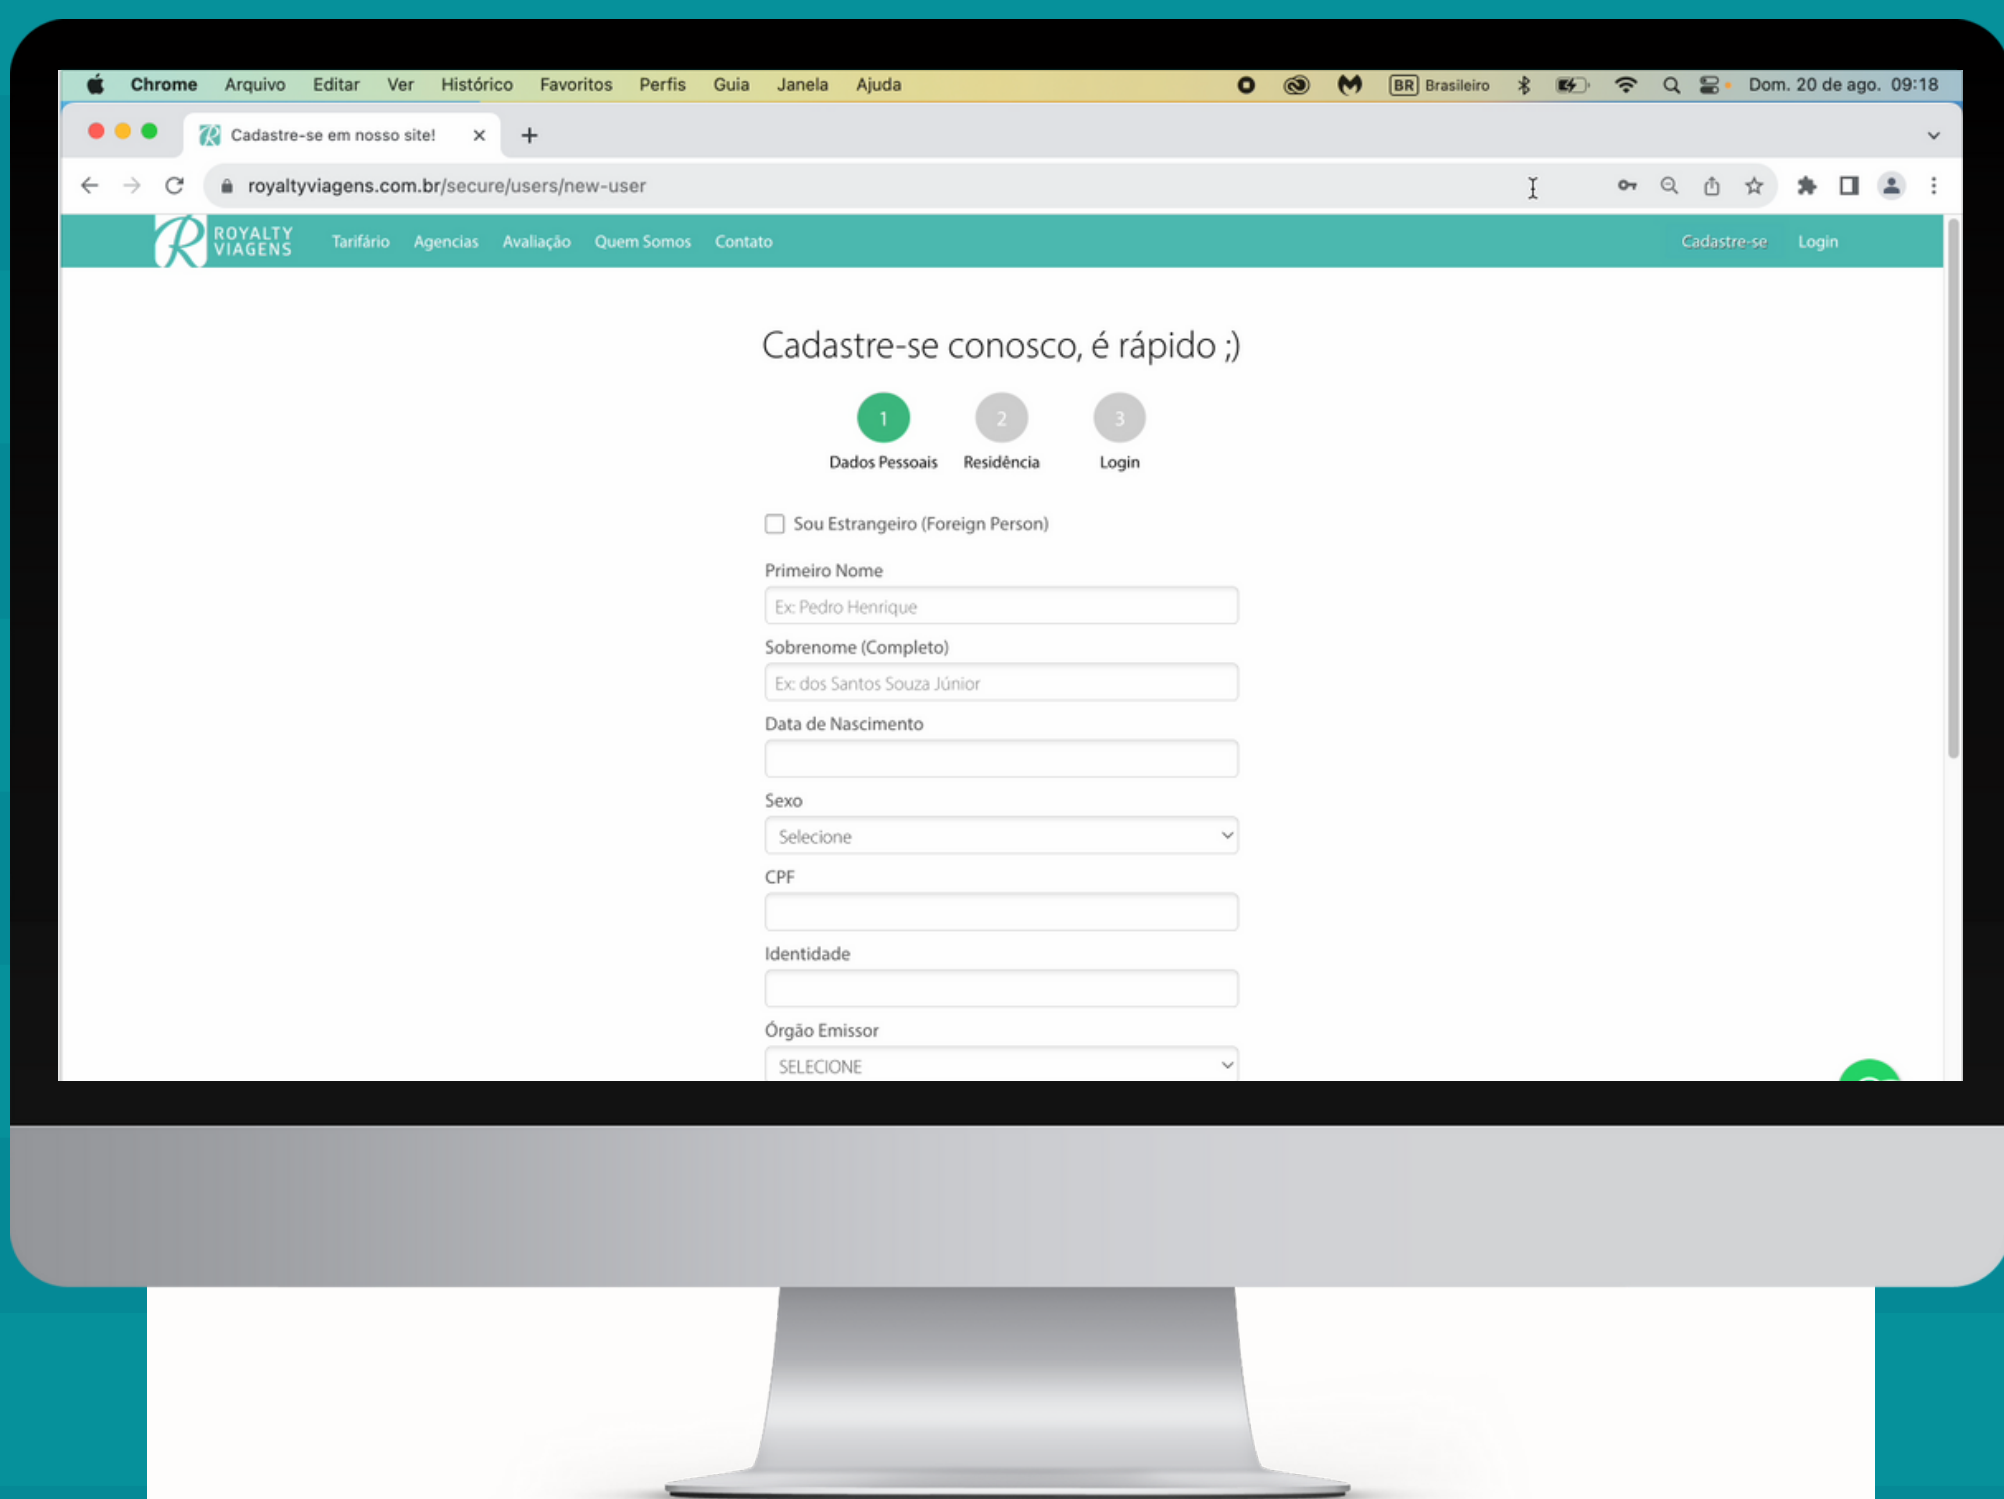 Chrome Arquivo Editar Ver Histórico Favoritos Perfis Guia Janela Ajuda BR Brasileiro Dom. 20 de ago. 09:18
Cadastre-se em nosso site!
royaltyviagens.com.br/secure/users/new-user
ROYALTY
VIAGENS
Tarifário Agencias Avaliação Quem Somos Contato Cadastre-se Login
Cadastre-se conosco, é rápido ;)
1 2 3
Dados Pessoais Residência Login
Sou Estrangeiro (Foreign Person)
Primeiro Nome
Ex: Pedro Henrique
Sobrenome (Completo)
Ex: dos Santos Souza Júnior
Data de Nascimento
Sexo
Selecione
CPF
Identidade
Órgão Emissor
SELECIONE